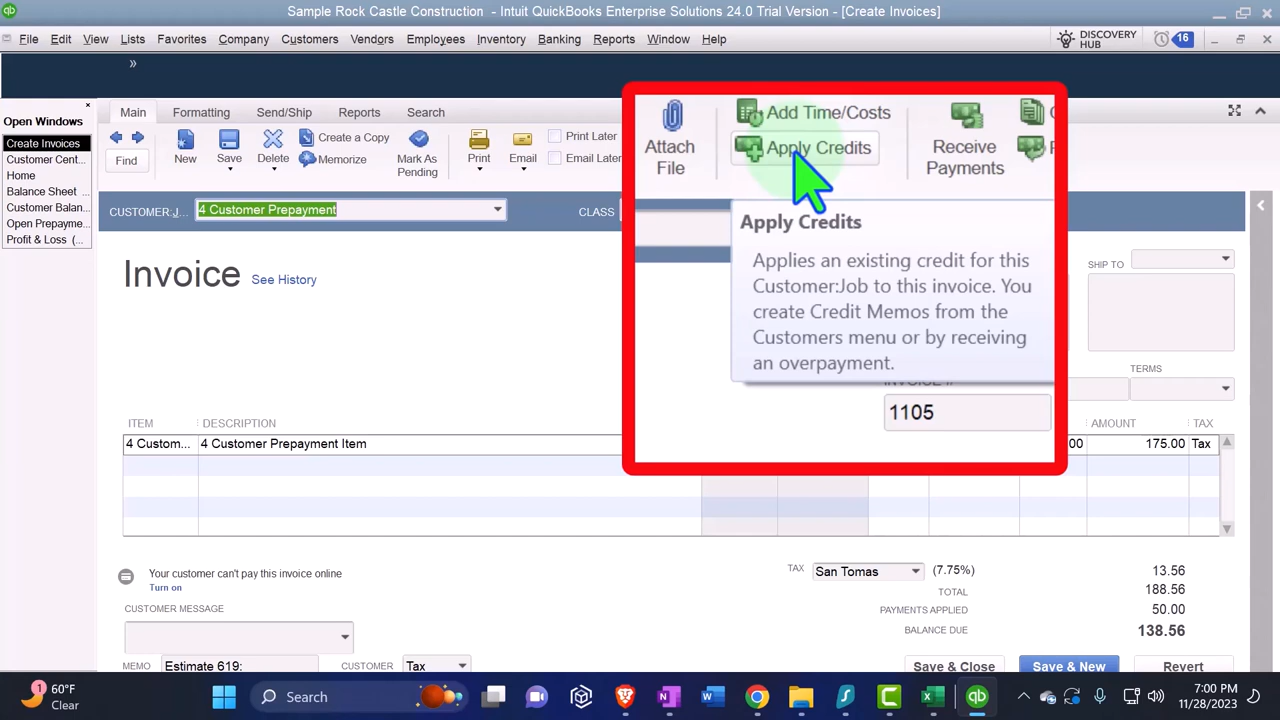 Sample Rock Castle Construction - Intuit QuickBooks Enterprise Solutions 24.0 Trial Version - [Create Invoices]
File Edit View Lists Favorites Company Customers Vendors Employees Inventory Banking Reports Window Help DISCOVERY HUB 16
»
Open Windows
Create Invoices
Customer Cent...
Home
Balance Sheet
Customer Balan...
Open Prepayme...
Profit & Loss (...
Main Formatting Send/Ship Reports Search
Find New Save Delete Create a Copy Memorize Mark As Pending Print Email Print Later Email Later
CUSTOMER:J... 4 Customer Prepayment CLASS
Attach File
Add Time/Costs
Apply Credits
Receive Payments
Apply Credits
Applies an existing credit for this
Customer:Job to this invoice. You
create Credit Memos from the
Customers menu or by receiving
an overpayment.
1105
Invoice See History
SHIP TO
TERMS
ITEM DESCRIPTION AMOUNT TAX
4 Custom... 4 Customer Prepayment Item 00 175.00 Tax
Your customer can't pay this invoice online
Turn on
TAX San Tomas (7.75%) 13.56
TOTAL 188.56
PAYMENTS APPLIED 50.00
BALANCE DUE 138.56
CUSTOMER MESSAGE
MEMO Estimate 619: CUSTOMER Tax
Save & Close Save & New Revert
1 60°F
Clear
Search
7:00 PM
11/28/2023